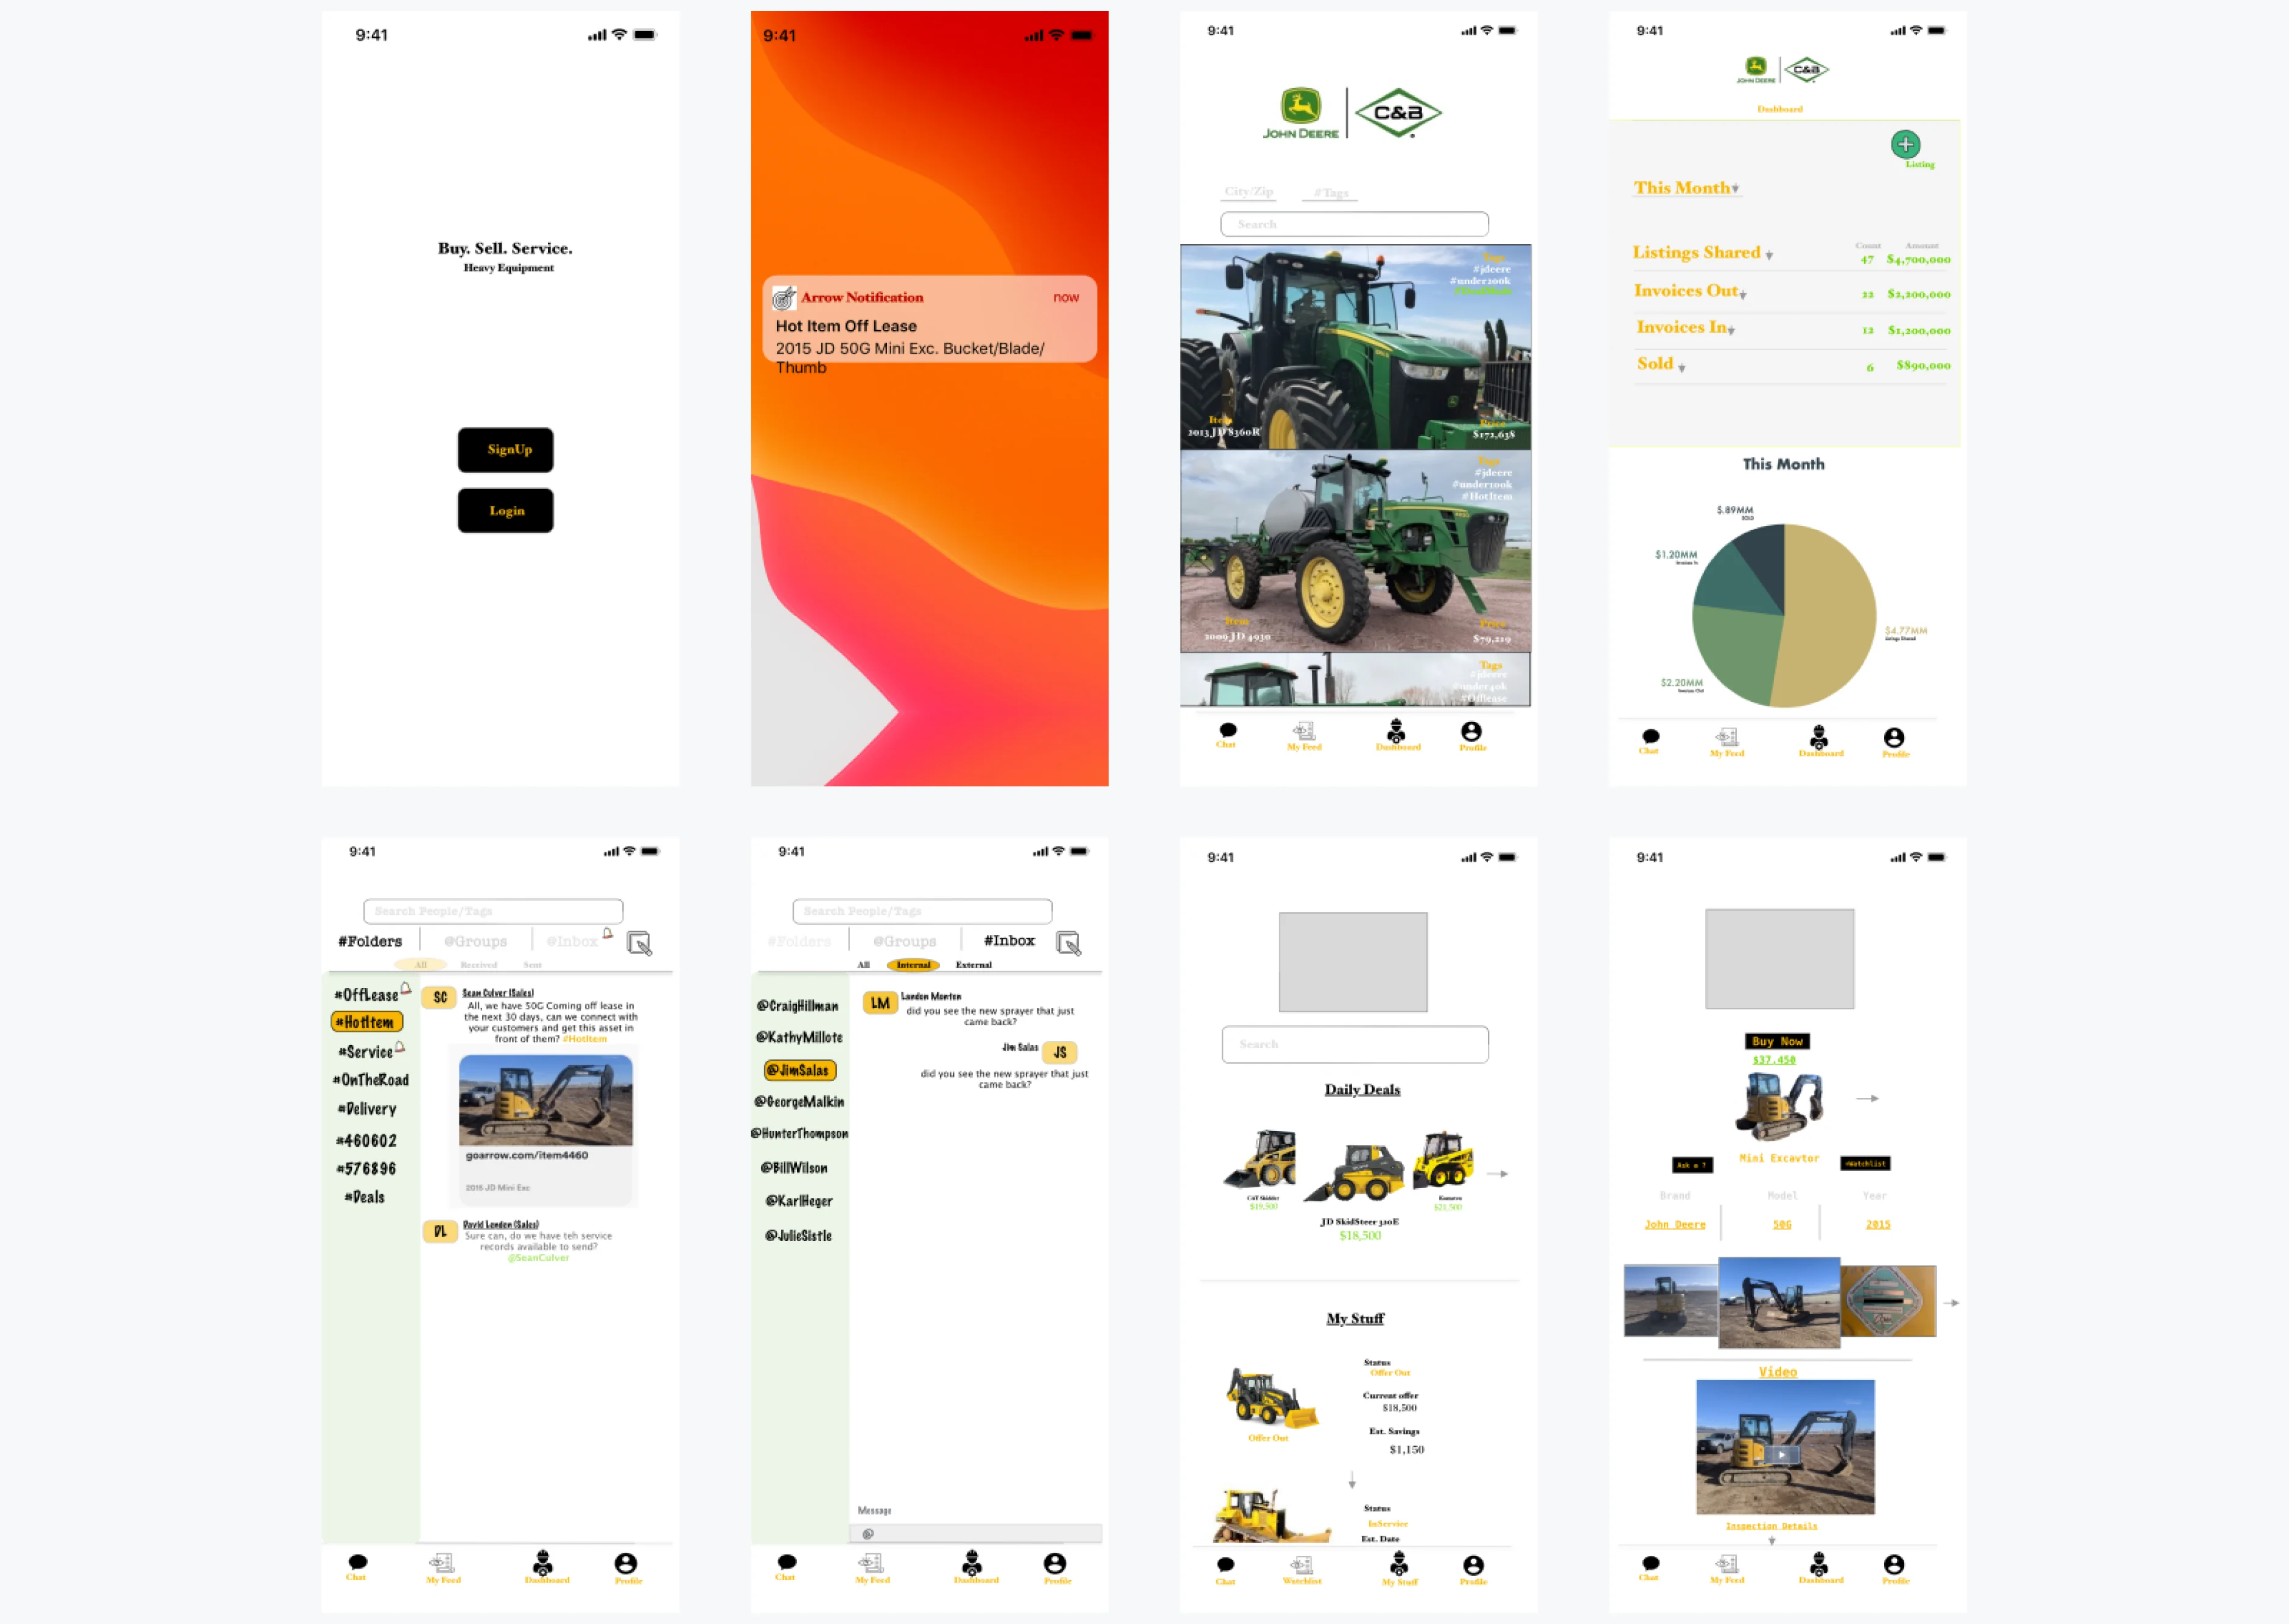 9:41
Buy. Sell. Service.
Heavy Equipment
SignUp
Login
9:41
Arrow Notification
now
Hot Item Off Lease
2015 JD 50G Mini Exc. Bucket/Blade/
Thumb
9:41
JOHN DEERE
C&B
City/Zip
#Tags
Search
Tags
#jdeere
#under200k
Item
2013 JD 8360R
Price
$172,638
Tags
#jdeere
#under100k
#HotItem
Item
2009 JD 4930
Price
$79,219
Tags
#jdeere
#under40k
#Offlease
Chat
My Feed
Dashboard
Profile
9:41
JOHN DEERE
C&B
Dashboard
Listing
This Month
Count
Amount
Listings Shared
47
$4,700,000
Invoices Out
22
$2,200,000
Invoices In
12
$1,200,000
Sold
6
$890,000
This Month
$.89MM
SOLD
$1.20MM
Invoices In
$4.77MM
Listings Shared
$2.20MM
Invoices Out
Chat
My Feed
Dashboard
Profile
9:41
Search People/Tags
#Folders
@Groups
@Inbox
All
Received
Sent
#OffLease
#HotItem
#Service
#OnTheRoad
#Delivery
#460602
#576896
#Deals
SC
Sean Culver (Sales)
All, we have 50G Coming off lease in
the next 30 days, can we connect with
your customers and get this asset in
front of them? #HotItem
goarrow.com/item4460
2015 JD Mini Exc
DL
David Landon (Sales)
Sure can, do we have teh service
records available to send?
@SeanCulver
Chat
My Feed
Dashboard
Profile
9:41
Search People/Tags
#Folders
@Groups
#Inbox
All
Internal
External
@CraigHillman
@KathyMillote
@JimSalas
@GeorgeMalkin
@HunterThompson
@BillWilson
@KarlHeger
@JulieSistle
LM
Landon Monton
did you see the new sprayer that just
came back?
Jim Salas
JS
did you see the new sprayer that just
came back?
Message
@
Chat
My Feed
Dashboard
Profile
9:41
Search
Daily Deals
CAT Skidder
$19,500
JD SkidSteer 320E
$18,500
Komatsu
$21,500
My Stuff
Status
Offer Out
Current offer
$18,500
Est. Savings
$1,150
Offer Out
Status
InService
Est. Date
Chat
Watchlist
My Stuff
Profile
9:41
Buy Now
$37,450
Ask a ?
Mini Excavtor
+Watchlist
Brand
Model
Year
John Deere
50G
2015
Video
Inspection Details
Chat
My Feed
Dashboard
Profile